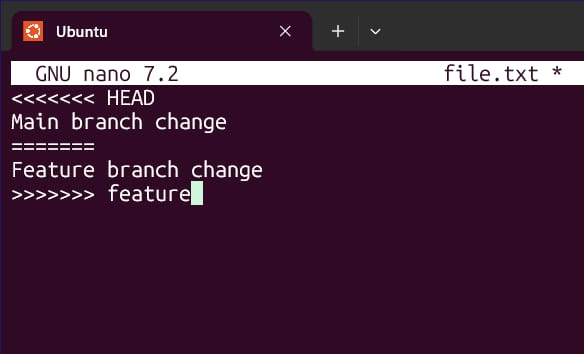 Ubuntu
GNU nano 7.2 file.txt *
<<<<<<< HEAD
Main branch change
=======
Feature branch change
>>>>>>> feature